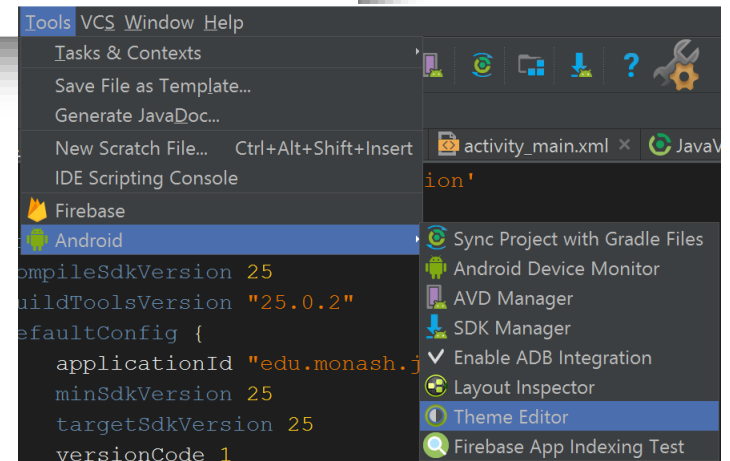 Tools VCS Window Help
Tasks & Contexts
Save File as Template...
Generate JavaDoc...
New Scratch File... Ctrl+Alt+Shift+Insert
IDE Scripting Console
Firebase
Android
activity_main.xml
JavaV
ion'
Sync Project with Gradle Files
Android Device Monitor
AVD Manager
SDK Manager
Enable ADB Integration
Layout Inspector
Theme Editor
Firebase App Indexing Test
ompileSdkVersion 25
uildToolsVersion "25.0.2"
efaultConfig {
applicationId "edu.monash.j
minSdkVersion 25
targetSdkVersion 25
versionCode 1